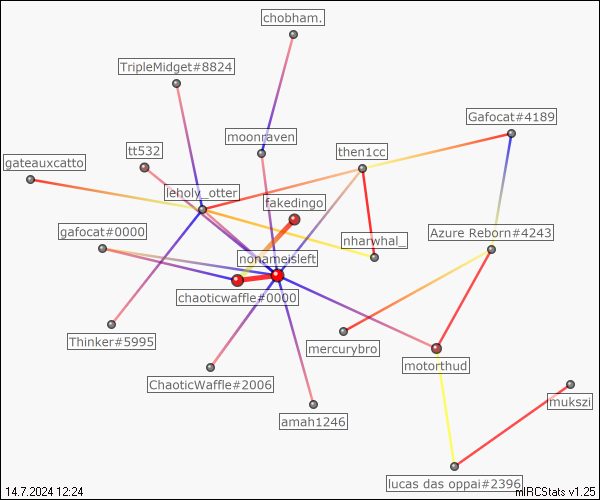 chobham.
TripleMidget#8824
Gafocat#4189
moonraven
tt532
then1cc
gateauxcatto
leholy_otter
fakedingo
gafocat#0000
Azure Reborn#4243
nharwhal_
nonameisleft
chaoticwaffle#0000
Thinker#5995
mercurybro
motorthud
ChaoticWaffle#2006
mukszi
amah1246
lucas das oppai#2396
14.7.2024 12:24
mIRCStats v1.25